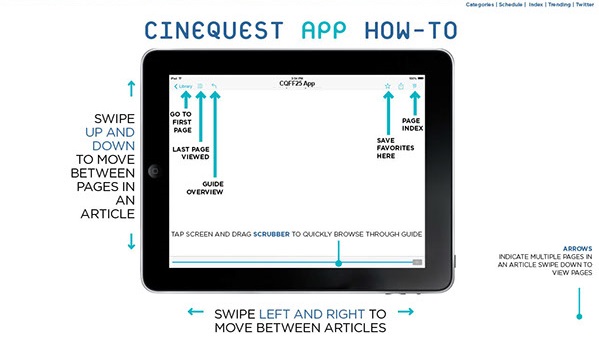 Categories | Schedule | Index | Trending | Twitter
CINEQUEST APP HOW-TO
iPad
100%
Library
CQFF25 App
GO TO
FIRST
PAGE
LAST PAGE
VIEWED
GUIDE
OVERVIEW
SAVE
FAVORITES
HERE
PAGE
INDEX
SWIPE
UP AND
DOWN
TO MOVE
BETWEEN
PAGES IN
AN
ARTICLE
TAP SCREEN AND DRAG SCRUBBER TO QUICKLY BROWSE THROUGH GUIDE
ARROWS
INDICATE MULTIPLE PAGES IN
AN ARTICLE SWIPE DOWN TO
VIEW PAGES
SWIPE LEFT AND RIGHT TO
MOVE BETWEEN ARTICLES